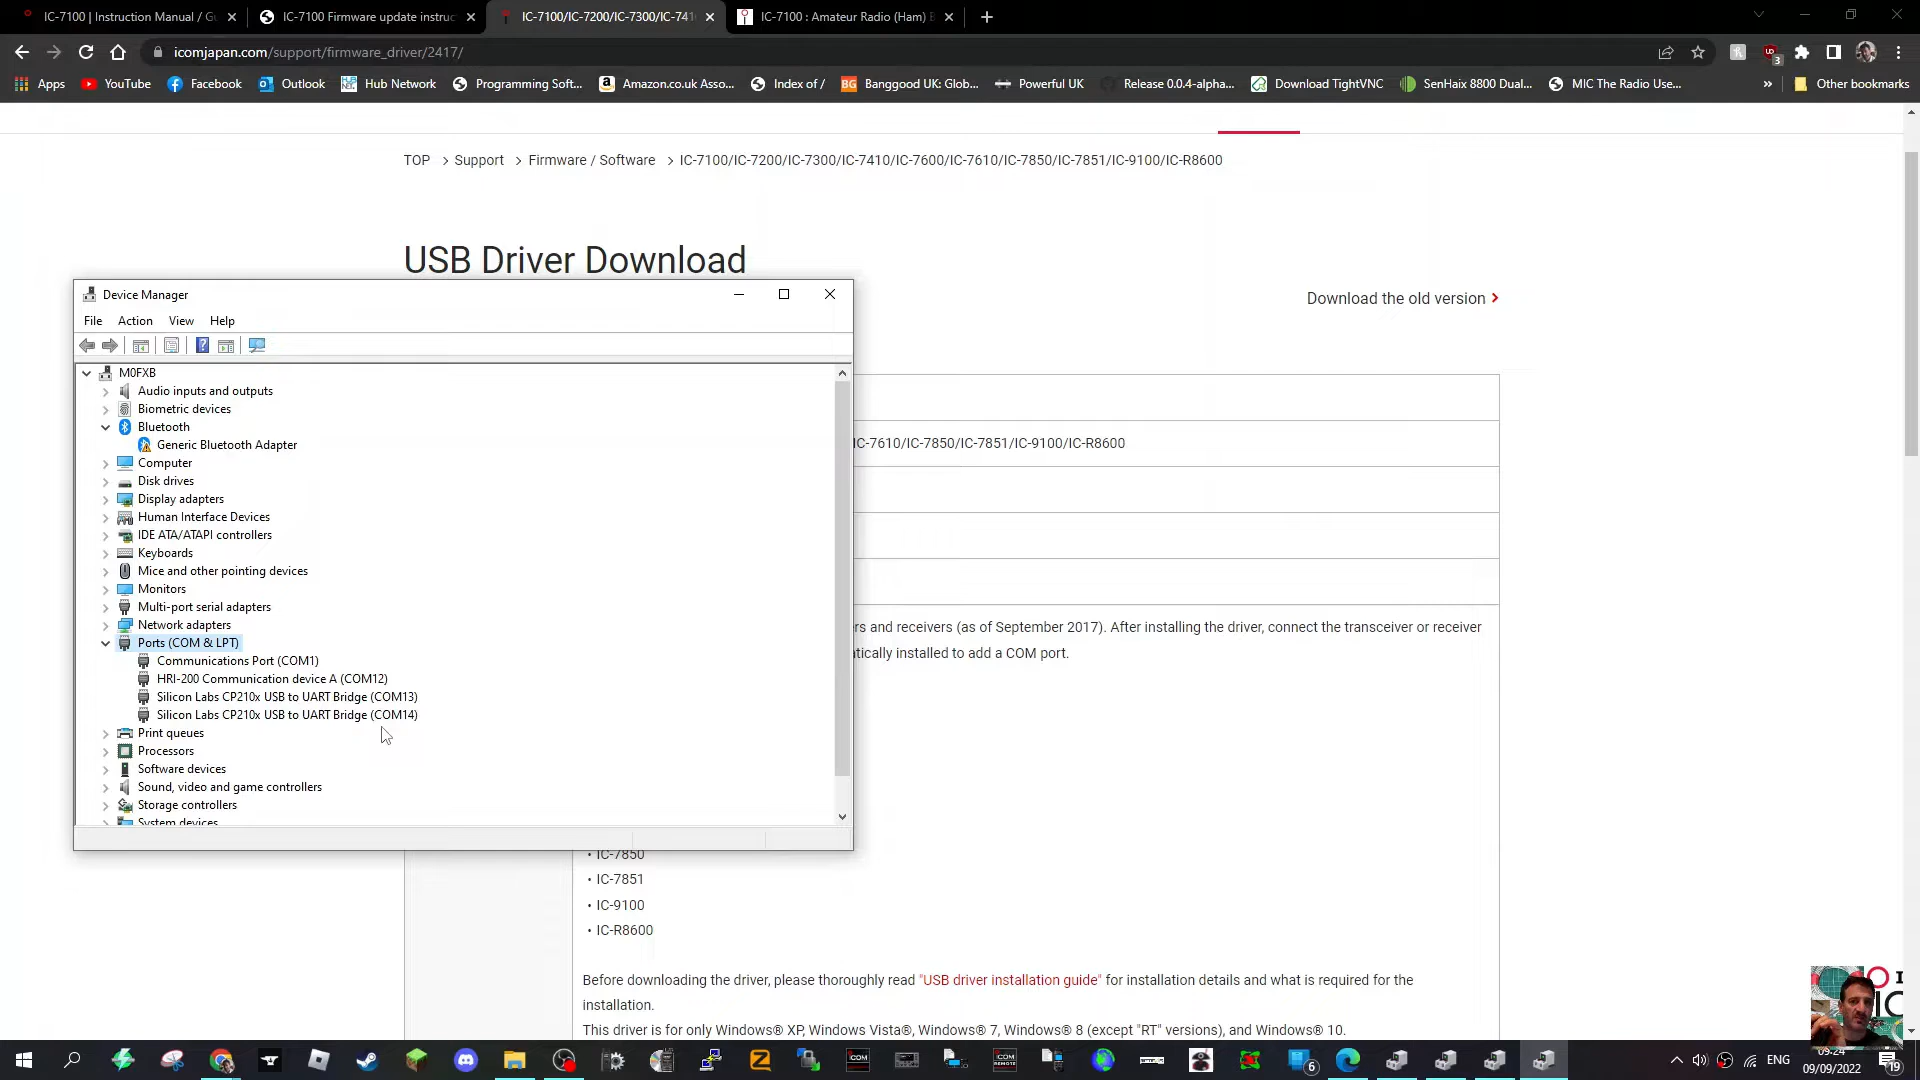 IC-7100 | Instruction Manual / Gu
IC-7100 Firmware update instruc
IC-7100/IC-7200/IC-7300/IC-741
IC-7100 : Amateur Radio (Ham) E
icomjapan.com/support/firmware_driver/2417/
Apps
YouTube
Facebook
Outlook
Hub Network
Programming Soft...
Amazon.co.uk Asso...
Index of /
Banggood UK: Glob...
Powerful UK
Release 0.0.4-alpha...
Download TightVNC
SenHaix 8800 Dual...
MIC The Radio Use...
Other bookmarks
TOP > Support > Firmware / Software > IC-7100/IC-7200/IC-7300/IC-7410/IC-7600/IC-7610/IC-7850/IC-7851/IC-9100/IC-R8600
USB Driver Download
Download the old version
Device Manager
File Action View Help
M0FXB
Audio inputs and outputs
Biometric devices
Bluetooth
Generic Bluetooth Adapter
Computer
Disk drives
Display adapters
Human Interface Devices
IDE ATA/ATAPI controllers
Keyboards
Mice and other pointing devices
Monitors
Multi-port serial adapters
Network adapters
Ports (COM & LPT)
Communications Port (COM1)
HRI-200 Communication device A (COM12)
Silicon Labs CP210x USB to UART Bridge (COM13)
Silicon Labs CP210x USB to UART Bridge (COM14)
Print queues
Processors
Software devices
Sound, video and game controllers
Storage controllers
System devices
IC-7610/IC-7850/IC-7851/IC-9100/IC-R8600
rs and receivers (as of September 2017). After installing the driver, connect the transceiver or receiver
atically installed to add a COM port.
・IC-7850
・IC-7851
・IC-9100
・IC-R8600
Before downloading the driver, please thoroughly read "USB driver installation guide" for installation details and what is required for the
installation.
This driver is for only Windows® XP, Windows Vista®, Windows® 7, Windows® 8 (except "RT" versions), and Windows® 10.
ENG
09:24
09/09/2022
19